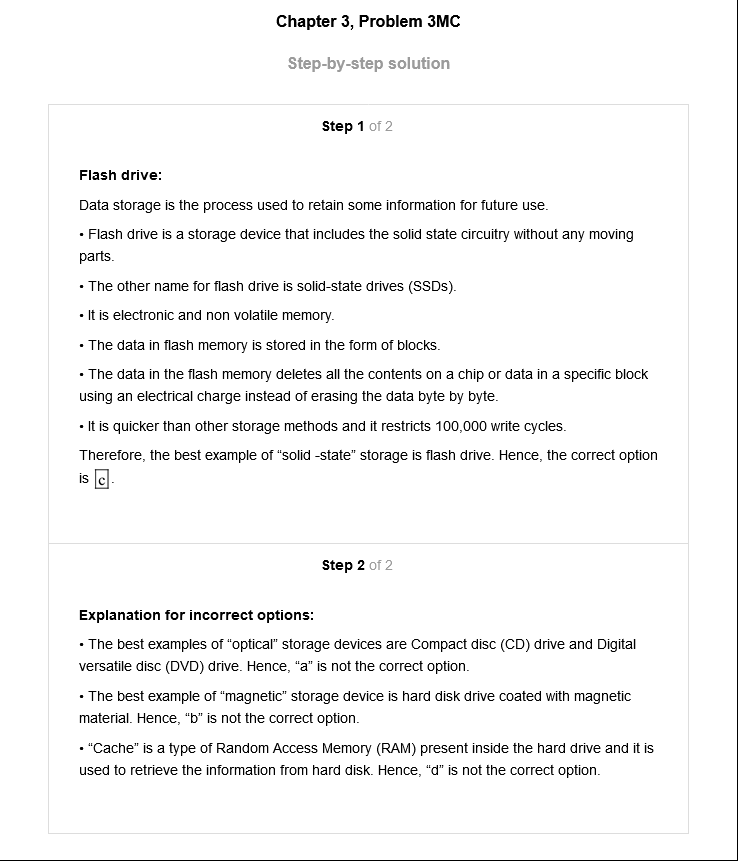 Chapter 3, Problem 3MC
Step-by-step solution
Step 1 of 2
Flash drive:
Data storage is the process used to retain some information for future use.
• Flash drive is a storage device that includes the solid state circuitry without any moving
parts.
• The other name for flash drive is solid-state drives (SSDs).
• It is electronic and non volatile memory.
• The data in flash memory is stored in the form of blocks.
• The data in the flash memory deletes all the contents on a chip or data in a specific block
using an electrical charge instead of erasing the data byte by byte.
• It is quicker than other storage methods and it restricts 100,000 write cycles.
Therefore, the best example of “solid -state” storage is flash drive. Hence, the correct option
is c.
Step 2 of 2
Explanation for incorrect options:
• The best examples of “optical” storage devices are Compact disc (CD) drive and Digital
versatile disc (DVD) drive. Hence, “a” is not the correct option.
• The best example of “magnetic” storage device is hard disk drive coated with magnetic
material. Hence, “b” is not the correct option.
• “Cache” is a type of Random Access Memory (RAM) present inside the hard drive and it is
used to retrieve the information from hard disk. Hence, “d” is not the correct option.